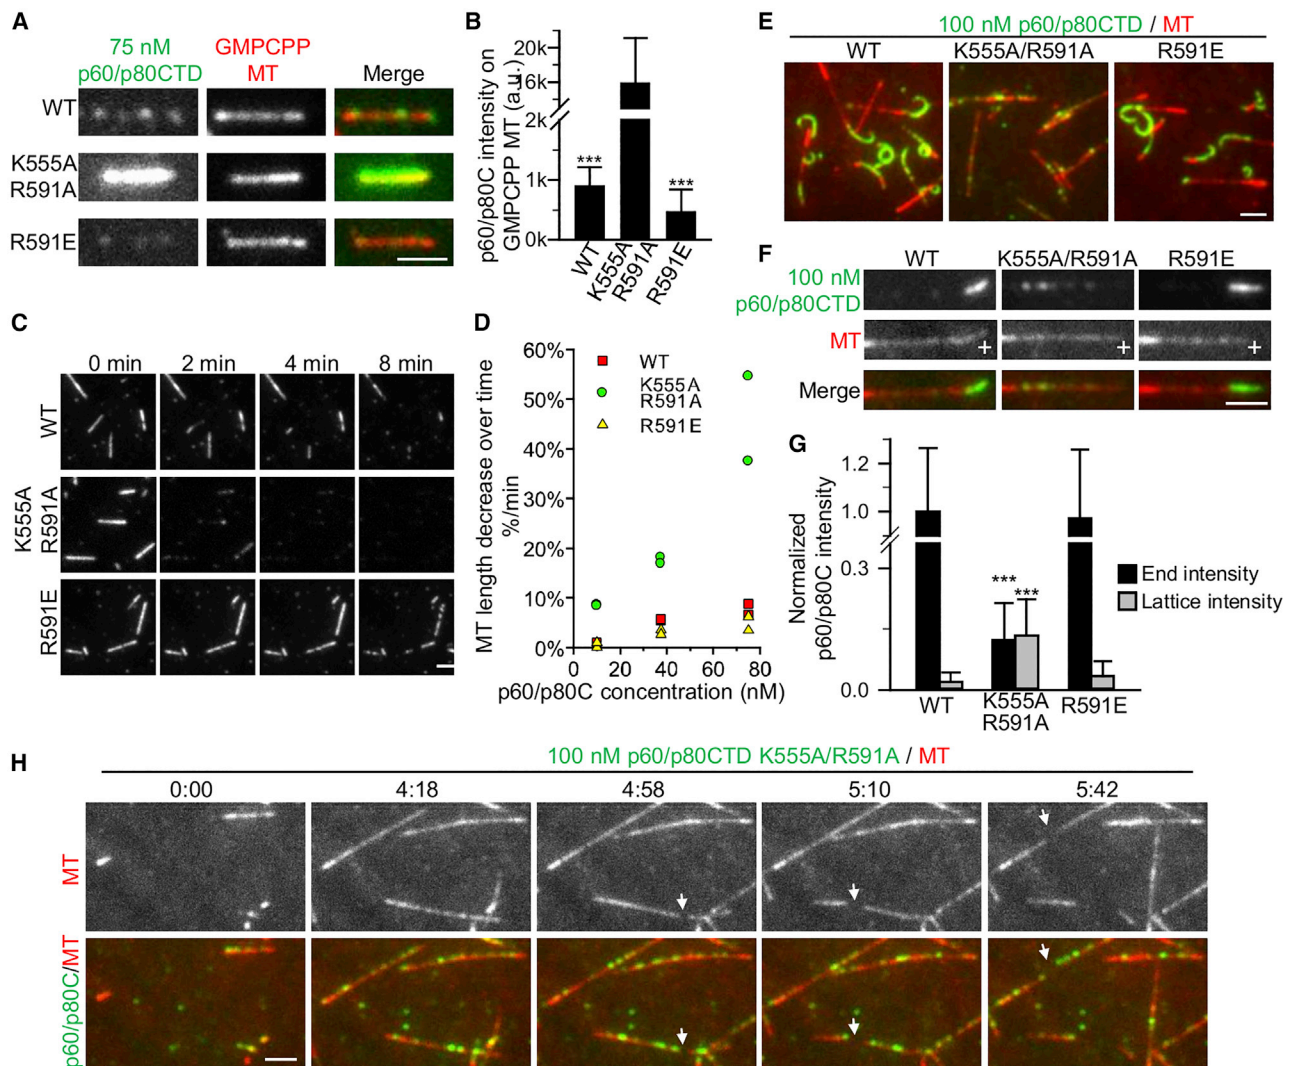 A
75 nM
p60/p80CTD
GMPCPP
MT
Merge
WT
K555A
R591A
R591E
B
p60/p80C intensity on
GMPCPP MT (a.u.)
20k
16k
2k
1k
0k
***
***
WT
K555A
R591A
R591E
C
0 min
2 min
4 min
8 min
WT
K555A
R591A
R591E
D
MT length decrease over time
%/min
60%
50%
40%
30%
20%
10%
0%
WT
K555A
R591A
R591E
0
20
40
60
80
p60/p80C concentration (nM)
E
100 nM p60/p80CTD / MT
WT
K555A/R591A
R591E
F
WT
K555A/R591A
R591E
100 nM
p60/p80CTD
MT
+
+
+
Merge
G
Normalized
p60/p80C intensity
1.2
1.0
0.3
0.0
***
***
End intensity
Lattice intensity
WT
K555A
R591A
R591E
H
100 nM p60/p80CTD K555A/R591A / MT
0:00
4:18
4:58
5:10
5:42
MT
p60/p80C/MT